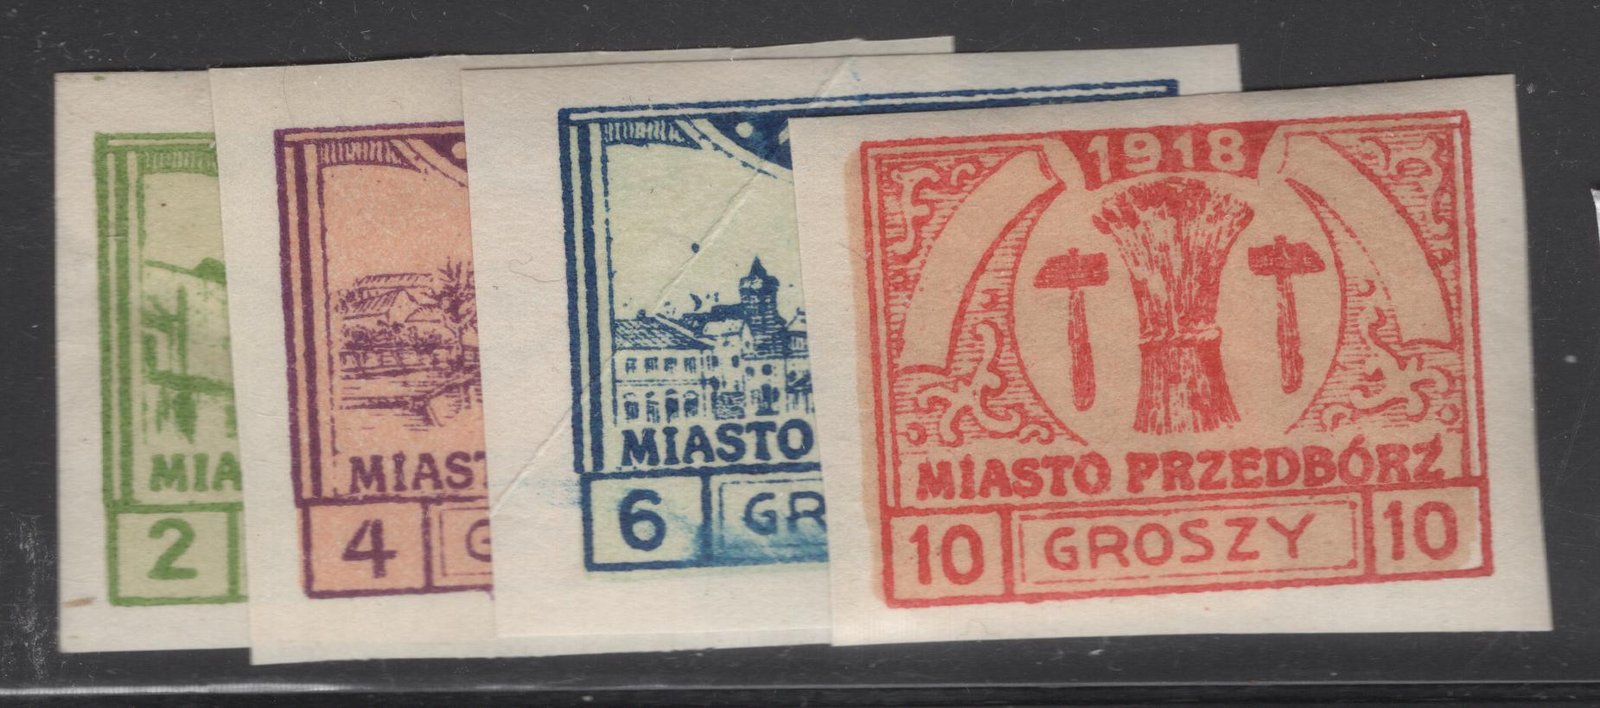 MIA
2
MIAST
4 G
MIASTO
6 GR
1918
MIASTO PRZEDBÓRZ
10 GROSZY 10